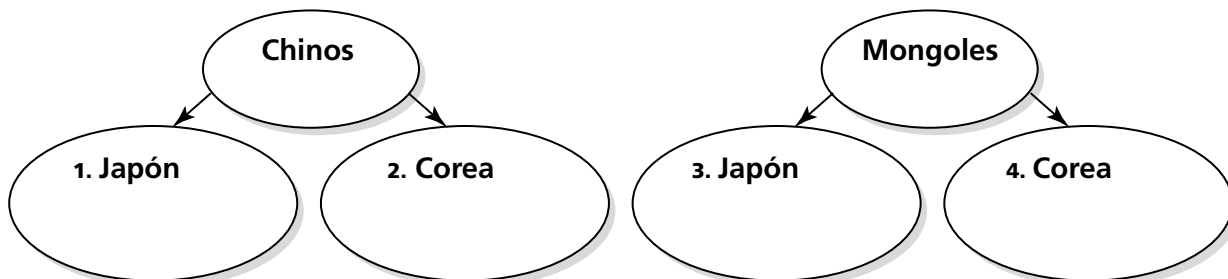 Chinos
Mongoles
1. Japón
2. Corea
3. Japón
4. Corea